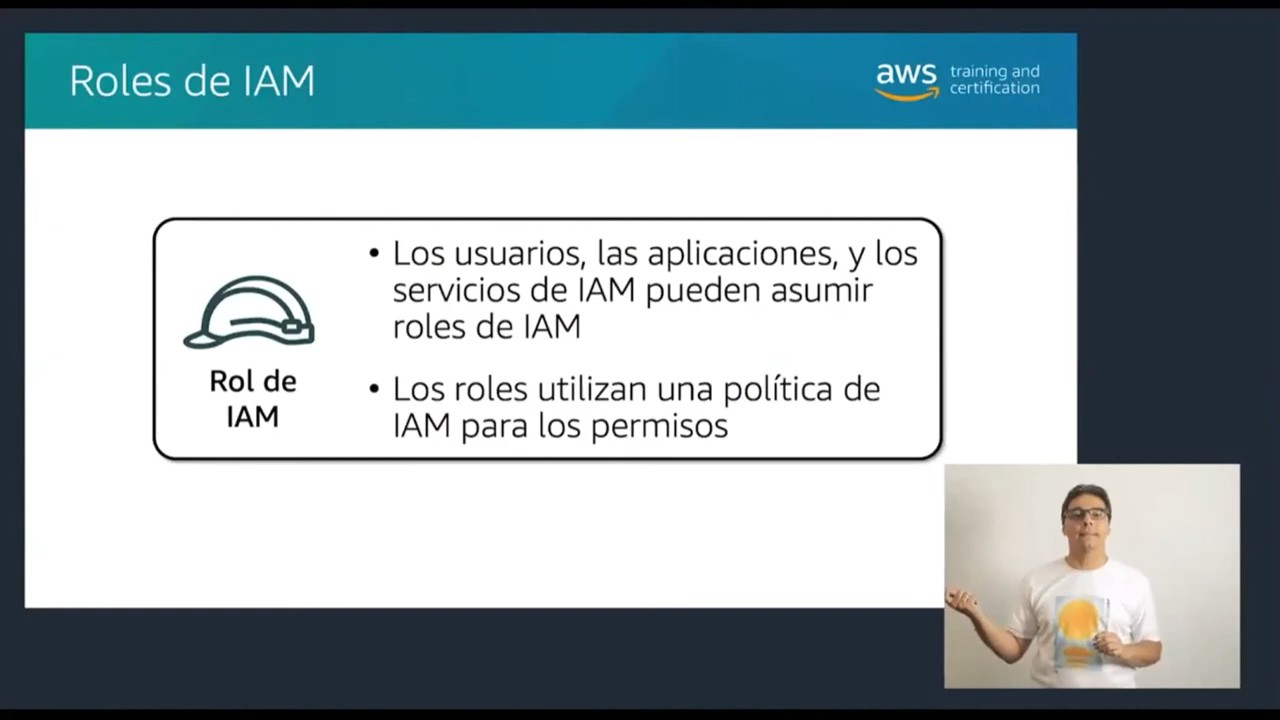 Roles de IAM
aws training and
certification
• Los usuarios, las aplicaciones, y los
servicios de IAM pueden asumir
roles de IAM
Rol de
IAM
• Los roles utilizan una política de
IAM para los permisos